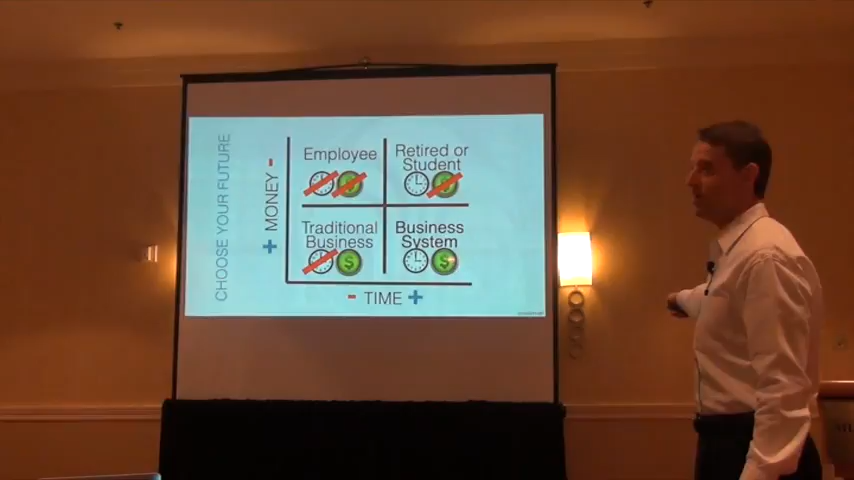 CHOOSE YOUR FUTURE
+ MONEY -
Employee
Retired or
Student
Traditional
Business
Business
System
- TIME +